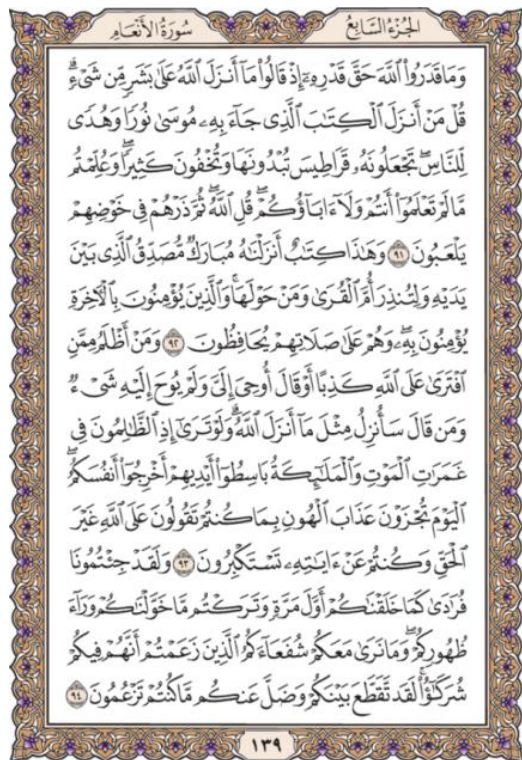 الجُزْءُ السَّابِعُ
سُورَةُ الأَنْعَامِ
وَمَا قَدَرُوا۟ ٱللَّهَ حَقَّ قَدْرِهِۦٓ إِذْ قَالُوا۟ مَآ أَنزَلَ ٱللَّهُ عَلَىٰ بَشَرٍ مِّن شَىْءٍ ۗ
قُلْ مَنْ أَنزَلَ ٱلْكِتَـٰبَ ٱلَّذِى جَآءَ بِهِۦ مُوسَىٰ نُورًا وَهُدًى
لِّلنَّاسِ ۖ تَجْعَلُونَهُۥ قَرَاطِيسَ تُبْدُونَهَا وَتُخْفُونَ كَثِيرًا ۖ وَعُلِّمْتُم
مَّا لَمْ تَعْلَمُوٓا۟ أَنتُمْ وَلَآ ءَابَآؤُكُمْ ۖ قُلِ ٱللَّهُ ۖ ثُمَّ ذَرْهُمْ فِى خَوْضِهِمْ
يَلْعَبُونَ ٩١ وَهَـٰذَا كِتَـٰبٌ أَنزَلْنَـٰهُ مُبَارَكٌ مُّصَدِّقُ ٱلَّذِى بَيْنَ
يَدَيْهِ وَلِتُنذِرَ أُمَّ ٱلْقُرَىٰ وَمَنْ حَوْلَهَا ۚ وَٱلَّذِينَ يُؤْمِنُونَ بِٱلْـَٔاخِرَةِ
يُؤْمِنُونَ بِهِۦ ۖ وَهُمْ عَلَىٰ صَلَاتِهِمْ يُحَافِظُونَ ٩٢ وَمَنْ أَظْلَمُ مِمَّنِ
ٱفْتَرَىٰ عَلَى ٱللَّهِ كَذِبًا أَوْ قَالَ أُوحِىَ إِلَىَّ وَلَمْ يُوحَ إِلَيْهِ شَىْءٌ
وَمَن قَالَ سَأُنزِلُ مِثْلَ مَآ أَنزَلَ ٱللَّهُ ۗ وَلَوْ تَرَىٰٓ إِذِ ٱلظَّـٰلِمُونَ فِى
غَمَرَٰتِ ٱلْمَوْتِ وَٱلْمَلَـٰٓئِكَةُ بَاسِطُوٓا۟ أَيْدِيهِمْ أَخْرِجُوٓا۟ أَنفُسَكُمُ ۖ
ٱلْيَوْمَ تُجْزَوْنَ عَذَابَ ٱلْهُونِ بِمَا كُنتُمْ تَقُولُونَ عَلَى ٱللَّهِ غَيْرَ
ٱلْحَقِّ وَكُنتُمْ عَنْ ءَايَـٰتِهِۦ تَسْتَكْبِرُونَ ٩٣ وَلَقَدْ جِئْتُمُونَا
فُرَٰدَىٰ كَمَا خَلَقْنَـٰكُمْ أَوَّلَ مَرَّةٍ وَتَرَكْتُم مَّا خَوَّلْنَـٰكُمْ وَرَآءَ
ظُهُورِكُمْ ۖ وَمَا نَرَىٰ مَعَكُمْ شُفَعَآءَكُمُ ٱلَّذِينَ زَعَمْتُمْ أَنَّهُمْ فِيكُمْ
شُرَكَـٰٓؤُا۟ ۚ لَقَد تَّقَطَّعَ بَيْنَكُمْ وَضَلَّ عَنكُم مَّا كُنتُمْ تَزْعُمُونَ ٩٤
١٣٩